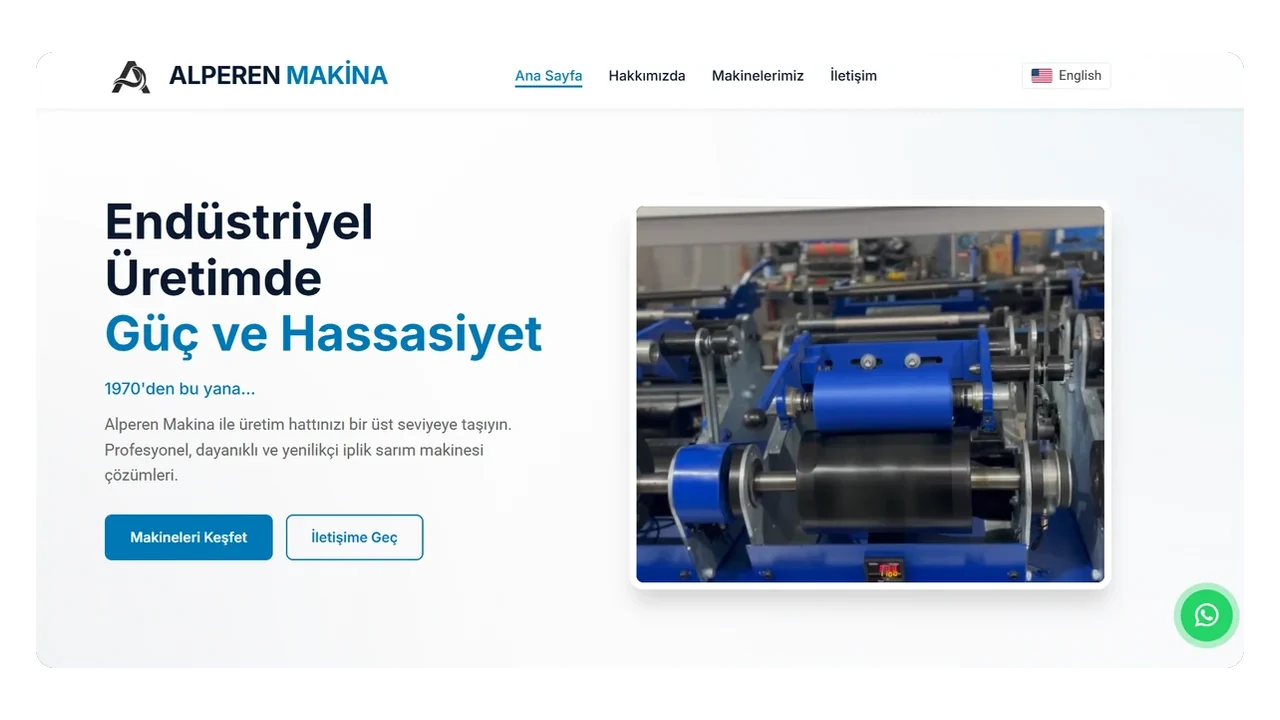 ALPEREN MAKİNA
Ana Sayfa
Hakkımızda
Makinelerimiz
İletişim
English
Endüstriyel
Üretimde
Güç ve Hassasiyet
1970'den bu yana...
Alperen Makina ile üretim hattınızı bir üst seviyeye taşıyın.
Profesyonel, dayanıklı ve yenilikçi iplik sarım makinesi
çözümleri.
Makineleri Keşfet
İletişime Geç